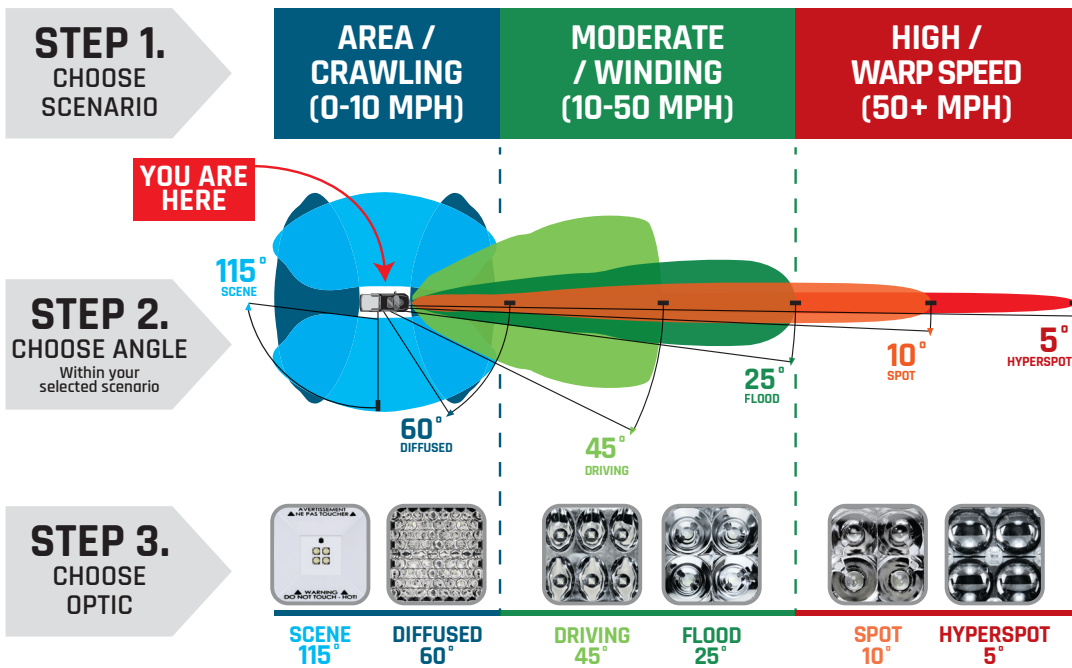 STEP 1.
CHOOSE
SCENARIO
AREA /
CRAWLING
(0-10 MPH)
MODERATE
/ WINDING
(10-50 MPH)
HIGH /
WARP SPEED
(50+ MPH)
YOU ARE
HERE
115°
SCENE
STEP 2.
CHOOSE ANGLE
Within your
selected scenario
60°
DIFFUSED
45°
DRIVING
25°
FLOOD
10°
SPOT
5°
HYPERSPOT
STEP 3.
CHOOSE
OPTIC
AVERTISSEMENT
▲ NE PAS TOUCHER ▲
▲ WARNING ▲
DO NOT TOUCH - HOT!
SCENE
115°
DIFFUSED
60°
DRIVING
45°
FLOOD
25°
SPOT
10°
HYPERSPOT
5°